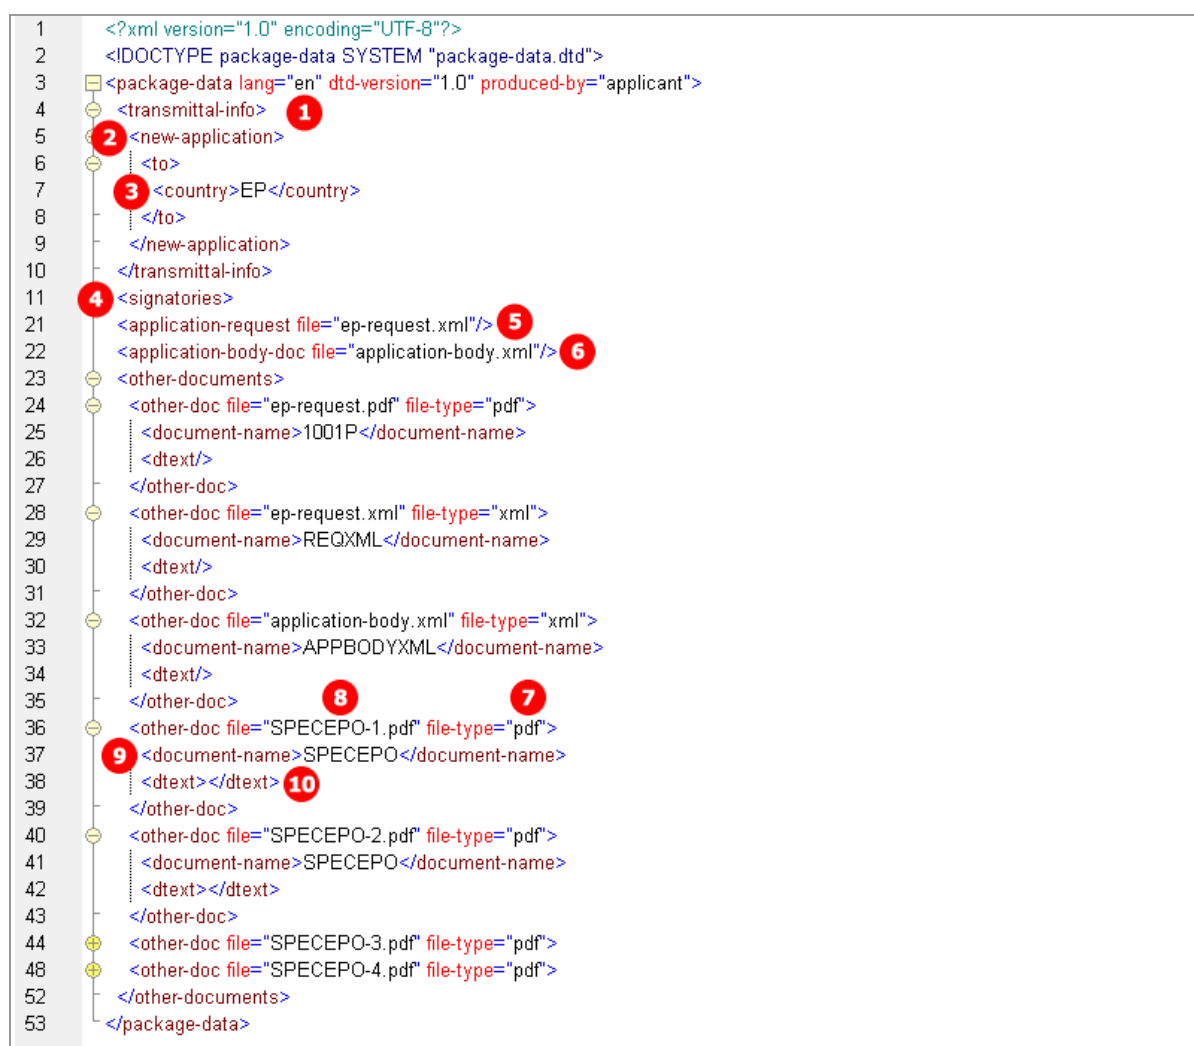 1 <?xml version="1.0" encoding="UTF-8"?>
2 <!DOCTYPE package-data SYSTEM "package-data.dtd">
3 <package-data lang="en" dtd-version="1.0" produced-by="applicant">
4 <transmittal-info> 1
5 2 <new-application>
6 <to>
7 3 <country>EP</country>
8 </to>
9 </new-application>
10 </transmittal-info>
11 4 <signatories>
21 <application-request file="ep-request.xml"/> 5
22 <application-body-doc file="application-body.xml"/> 6
23 <other-documents>
24 <other-doc file="ep-request.pdf" file-type="pdf">
25 <document-name>1001P</document-name>
26 <dtext/>
27 </other-doc>
28 <other-doc file="ep-request.xml" file-type="xml">
29 <document-name>REQXML</document-name>
30 <dtext/>
31 </other-doc>
32 <other-doc file="application-body.xml" file-type="xml">
33 <document-name>APPBODYXML</document-name>
34 <dtext/>
35 </other-doc> 8 7
36 <other-doc file="SPECEPO-1.pdf" file-type="pdf">
37 9 <document-name>SPECEPO</document-name>
38 <dtext></dtext> 10
39 </other-doc>
40 <other-doc file="SPECEPO-2.pdf" file-type="pdf">
41 <document-name>SPECEPO</document-name>
42 <dtext></dtext>
43 </other-doc>
44 <other-doc file="SPECEPO-3.pdf" file-type="pdf">
48 <other-doc file="SPECEPO-4.pdf" file-type="pdf">
52 </other-documents>
53 </package-data>